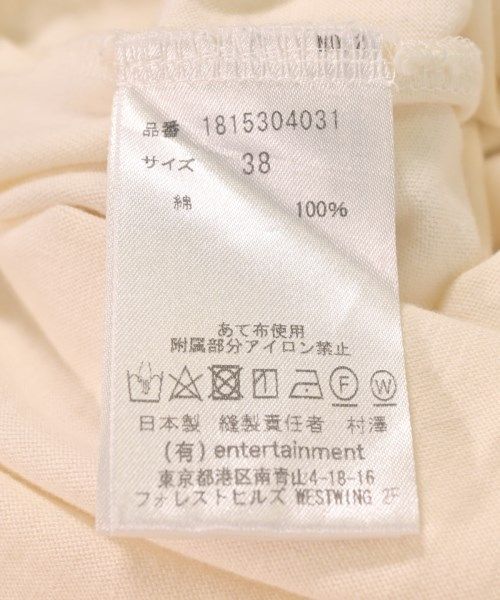 品番 1815304031
サイズ 38
綿 100%
あて布使用
附属部分アイロン禁止
F W
日本製 縫製責任者 村澤
(有) entertainment
東京都港区南青山4-18-16
フォレストヒルズ WESTWING 2F